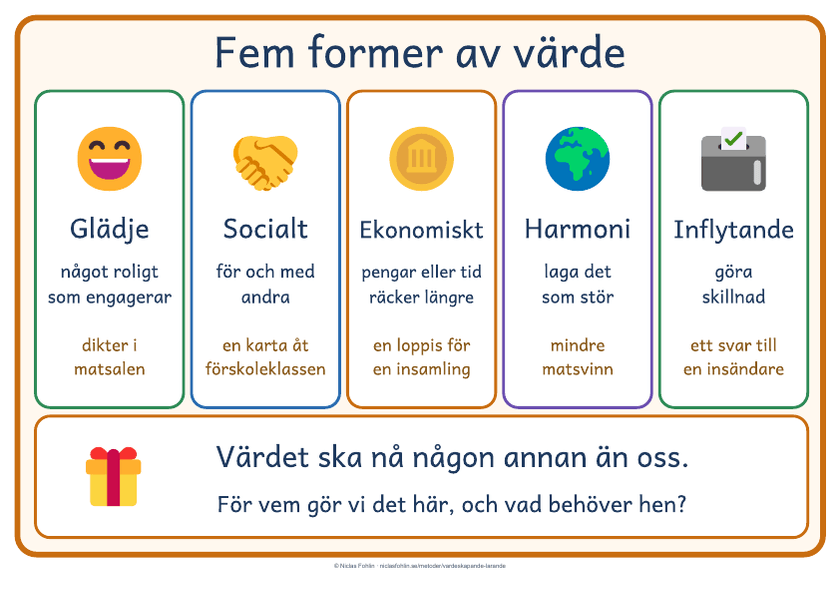 Fem former av värde
Glädje
något roligt
som engagerar
dikter i
matsalen
Socialt
för och med
andra
en karta åt
förskoleklassen
Ekonomiskt
pengar eller tid
räcker längre
en loppis för
en insamling
Harmoni
laga det
som stör
mindre
matsvinn
Inflytande
göra
skillnad
ett svar till
en insändare
Värdet ska nå någon annan än oss.
För vem gör vi det här, och vad behöver hen?
© Niclas Fohlin · niclasfohlin.se/metoder/vardeskapande-larande